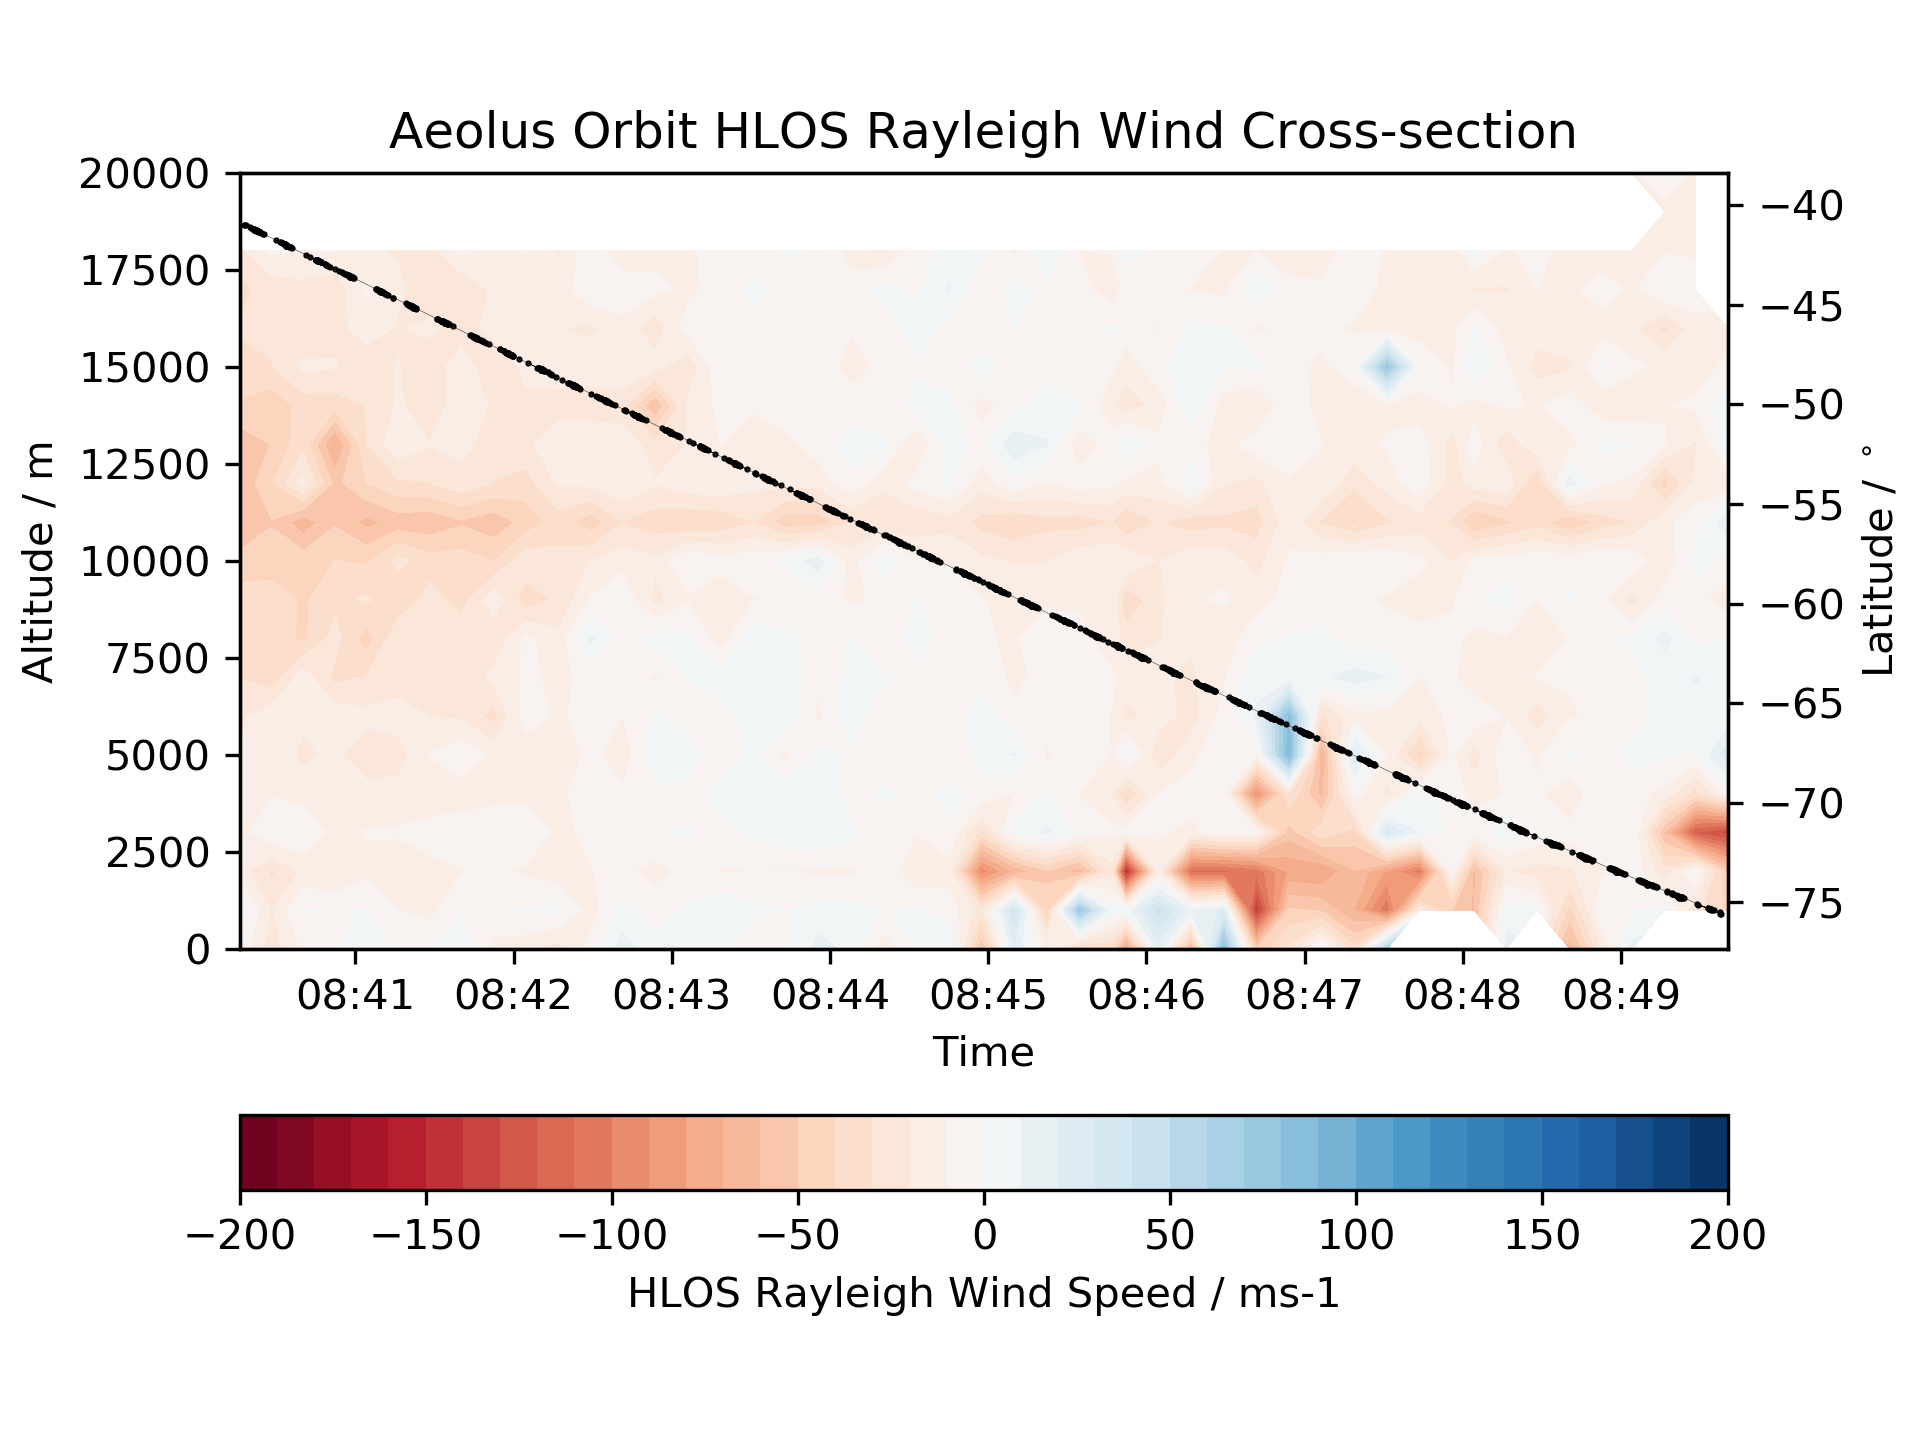 Aeolus Orbit HLOS Rayleigh Wind Cross-section
20000
17500
15000
12500
10000
7500
5000
2500
0
Altitude / m
−40
−45
−50
−55
−60
−65
−70
−75
Latitude / °
08:41 08:42 08:43 08:44 08:45 08:46 08:47 08:48 08:49
Time
−200 −150 −100 −50 0 50 100 150 200
HLOS Rayleigh Wind Speed / ms-1